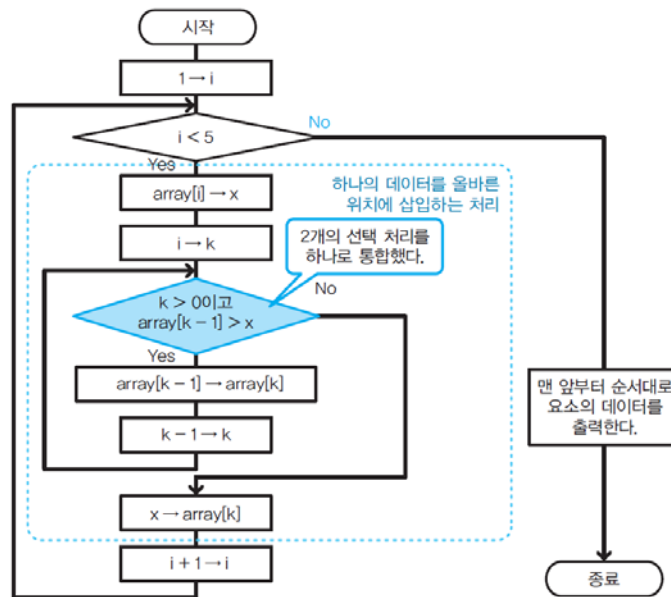 시작
1 → i
i < 5
No
Yes
하나의 데이터를 올바른
위치에 삽입하는 처리
array[i] → x
i → k
2개의 선택 처리를
하나로 통합했다.
k > 0이고
array[k − 1] > x
No
Yes
array[k − 1] → array[k]
k − 1 → k
맨 앞부터 순서대로
요소의 데이터를
출력한다.
x → array[k]
i + 1 → i
종료